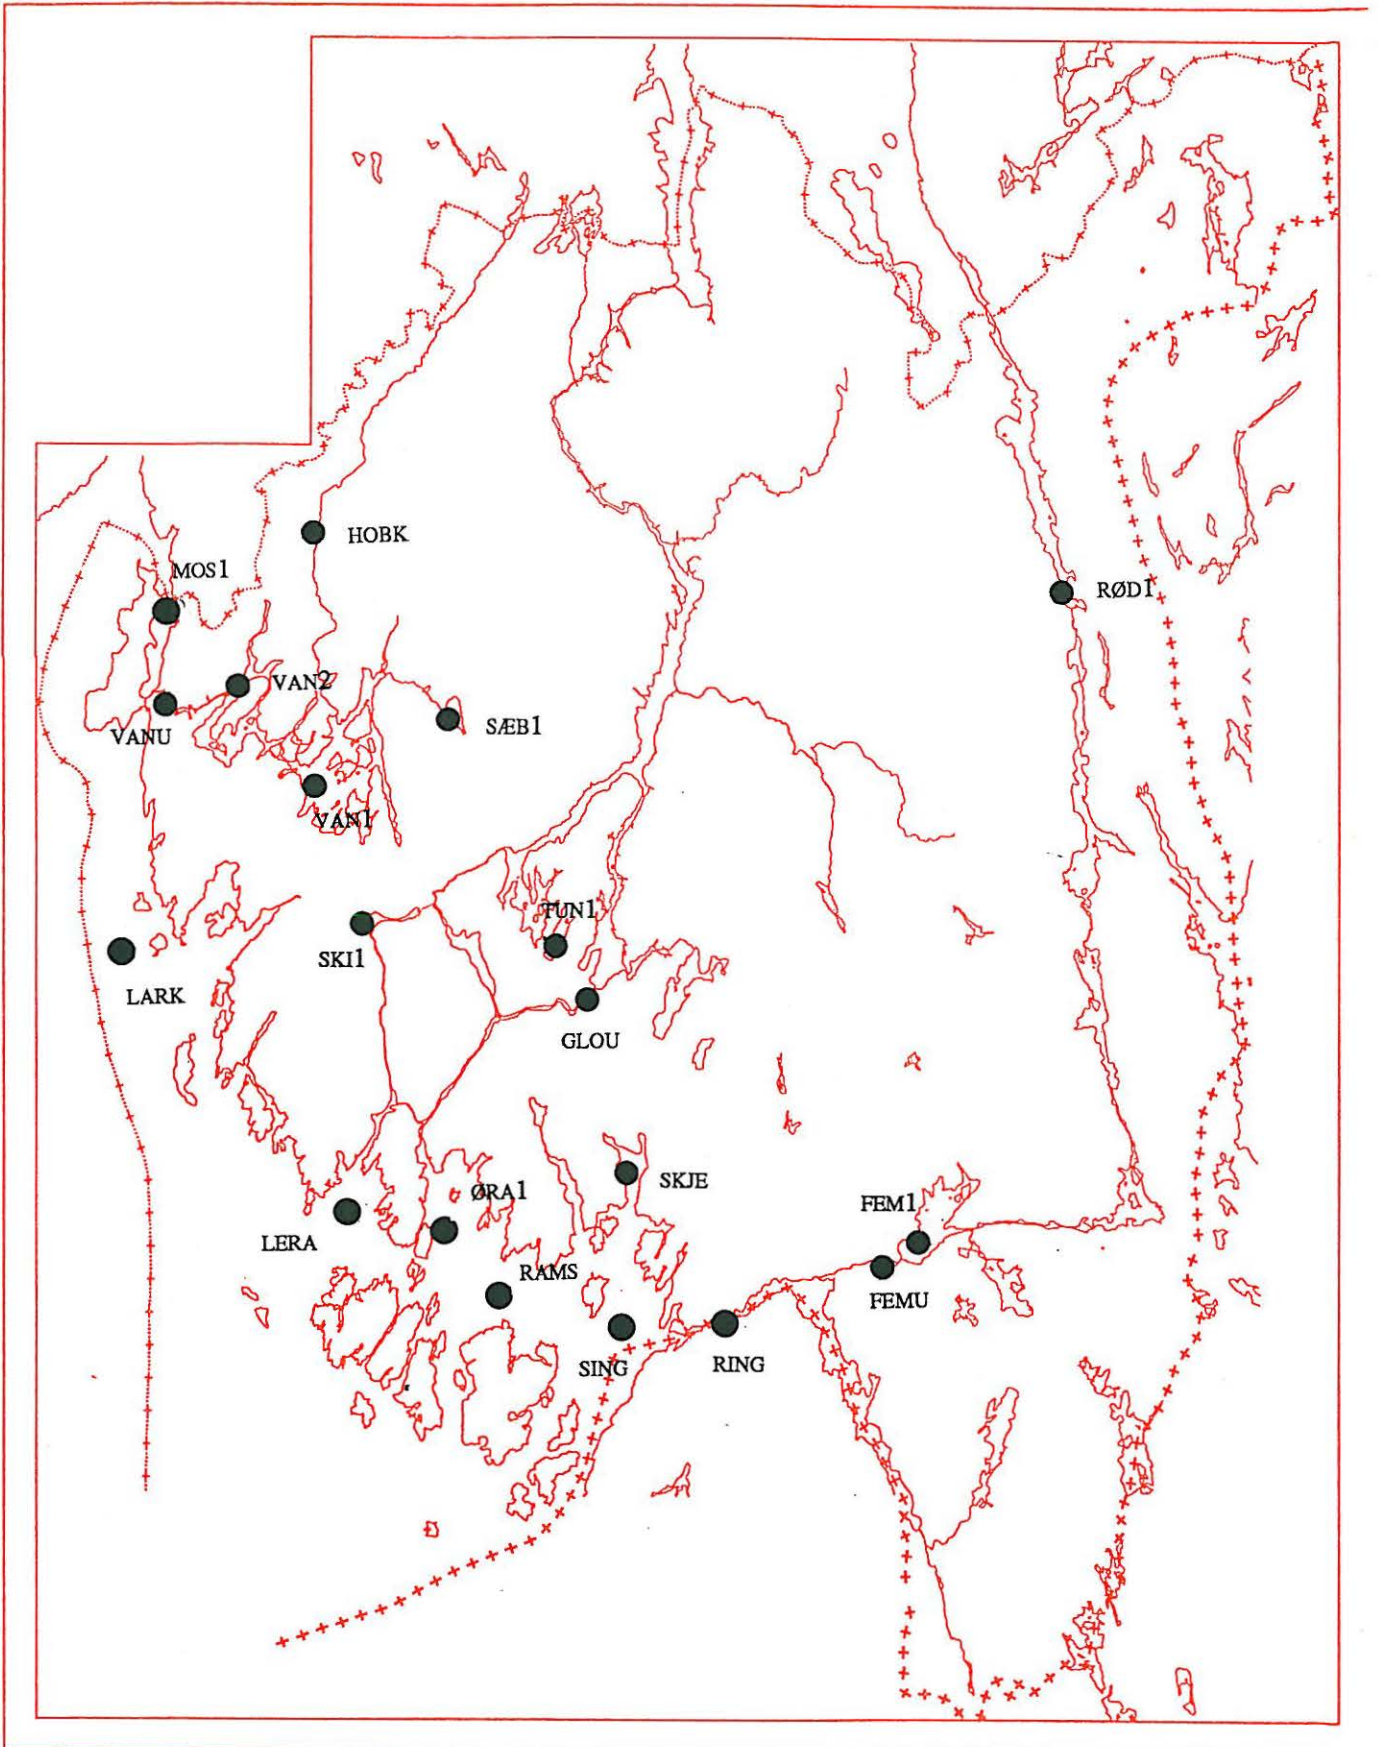 HOBK
MOS1
RØD1
VAN2
VANU
SÆB1
VAN1
TUN1
SKI1
LARK
GLOU
SKJE
ØRA1
FEM1
LERA
RAMS
FEMU
SING
RING